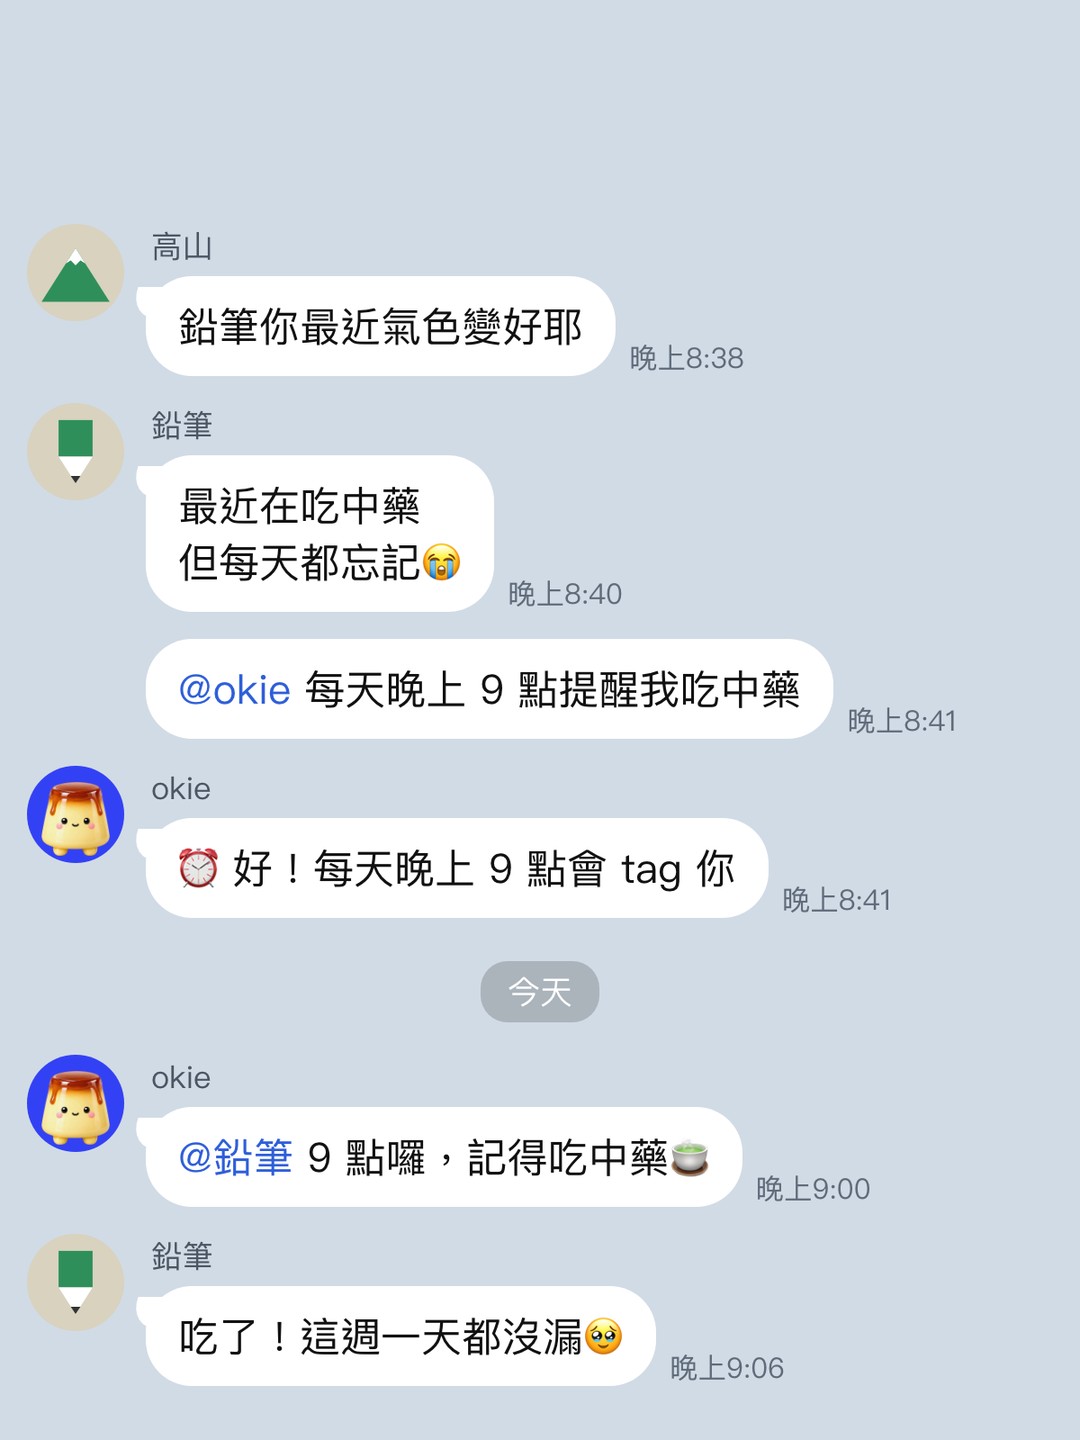 高山
鉛筆你最近氣色變好耶
晚上8:38
鉛筆
最近在吃中藥
但每天都忘記😭
晚上8:40
@okie 每天晚上 9 點提醒我吃中藥
晚上8:41
okie
⏰ 好！每天晚上 9 點會 tag 你
晚上8:41
今天
okie
@鉛筆 9 點囉，記得吃中藥🍵
晚上9:00
鉛筆
吃了！這週一天都沒漏🥹
晚上9:06